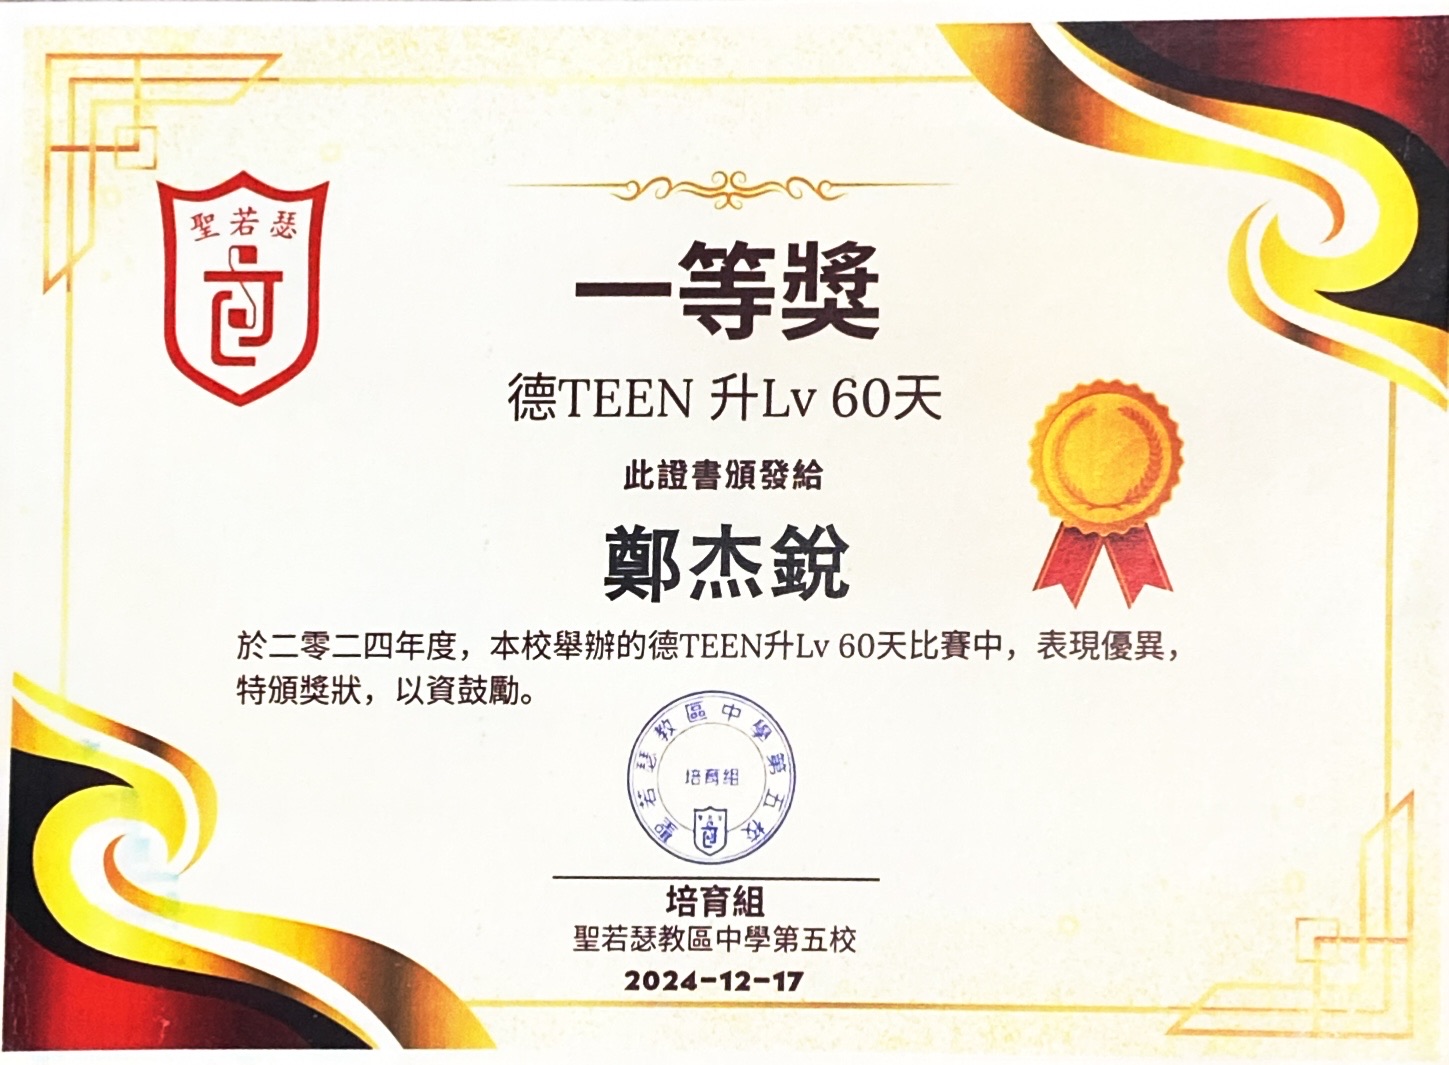 聖若瑟
一等獎
德TEEN 升Lv 60天
此證書頒發給
鄭杰銳
於二零二四年度，本校舉辦的德TEEN升Lv 60天比賽中，表現優異，
特頒獎狀，以資鼓勵。
聖若瑟教區中學第五校
培育組
培育組
聖若瑟教區中學第五校
2024-12-17